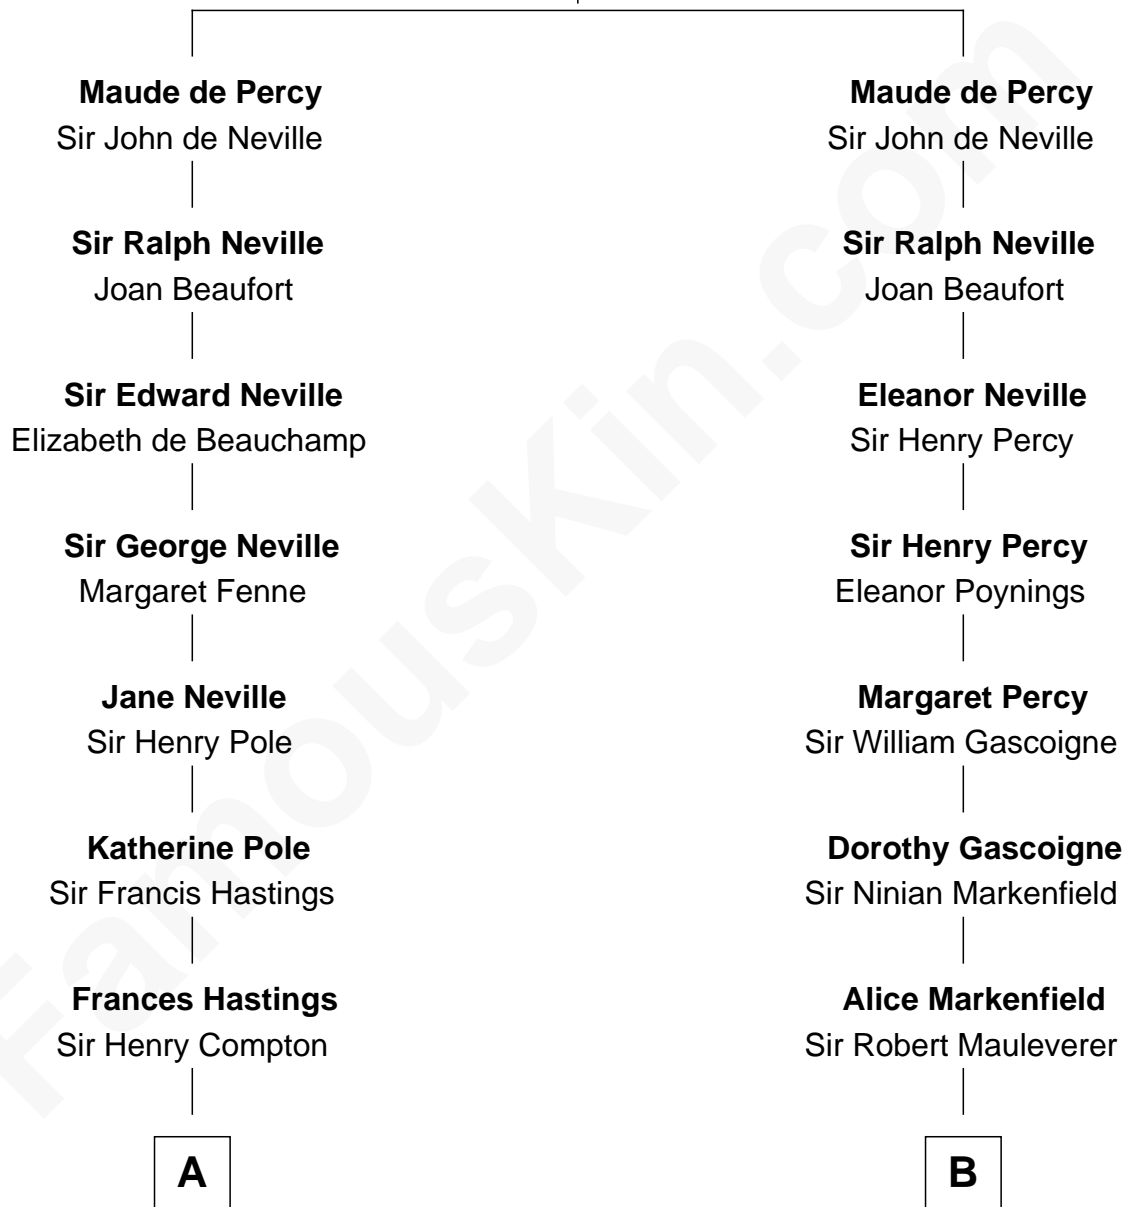 Maude de Percy
Sir John de Neville
Sir Ralph Neville
Joan Beaufort
Sir Edward Neville
Elizabeth de Beauchamp
Sir George Neville
Margaret Fenne
Jane Neville
Sir Henry Pole
Katherine Pole
Sir Francis Hastings
Frances Hastings
Sir Henry Compton
A
Maude de Percy
Sir John de Neville
Sir Ralph Neville
Joan Beaufort
Eleanor Neville
Sir Henry Percy
Sir Henry Percy
Eleanor Poynings
Margaret Percy
Sir William Gascoigne
Dorothy Gascoigne
Sir Ninian Markenfield
Alice Markenfield
Sir Robert Mauleverer
B
FamousKin.com